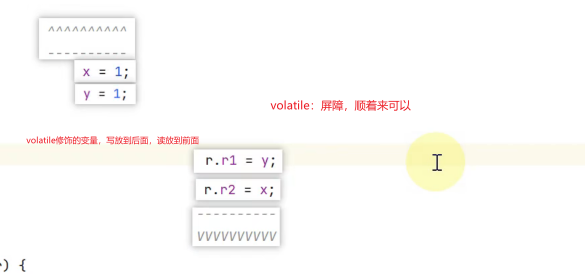 ^^^^^^^^^^
----------
x = 1;
y = 1;
volatile：屏障，顺着来可以
volatile修饰的变量，写放到后面，读放到前面
r.r1 = y;
r.r2 = x;
----------
VVVVVVVVVV
) {